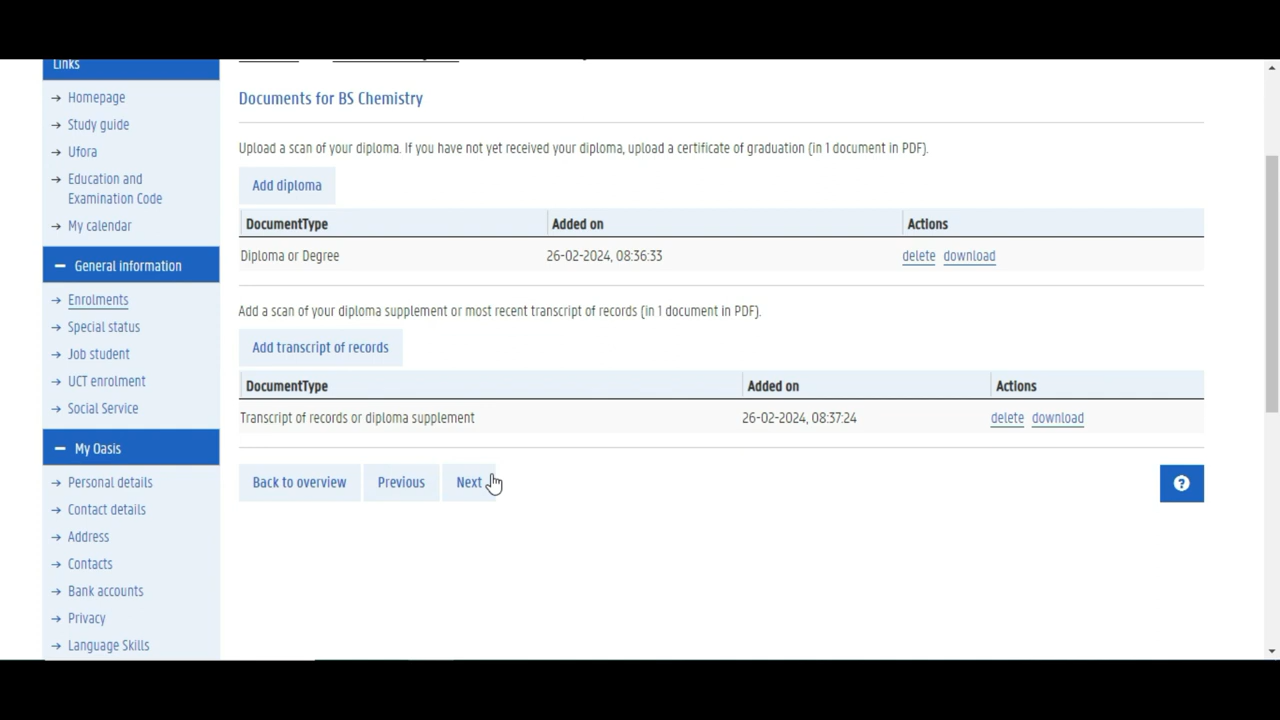 Links
Homepage
Study guide
Ufora
Education and
Examination Code
My calendar
General information
Enrolments
Special status
Job student
UCT enrolment
Social Service
My Oasis
Personal details
Contact details
Address
Contacts
Bank accounts
Privacy
Language Skills
Documents for BS Chemistry
Upload a scan of your diploma. If you have not yet received your diploma, upload a certificate of graduation (in 1 document in PDF).
Add diploma
DocumentType Added on Actions
Diploma or Degree 26-02-2024, 08:36:33 delete download
Add a scan of your diploma supplement or most recent transcript of records (in 1 document in PDF).
Add transcript of records
DocumentType Added on Actions
Transcript of records or diploma supplement 26-02-2024, 08:37:24 delete download
Back to overview Previous Next
?